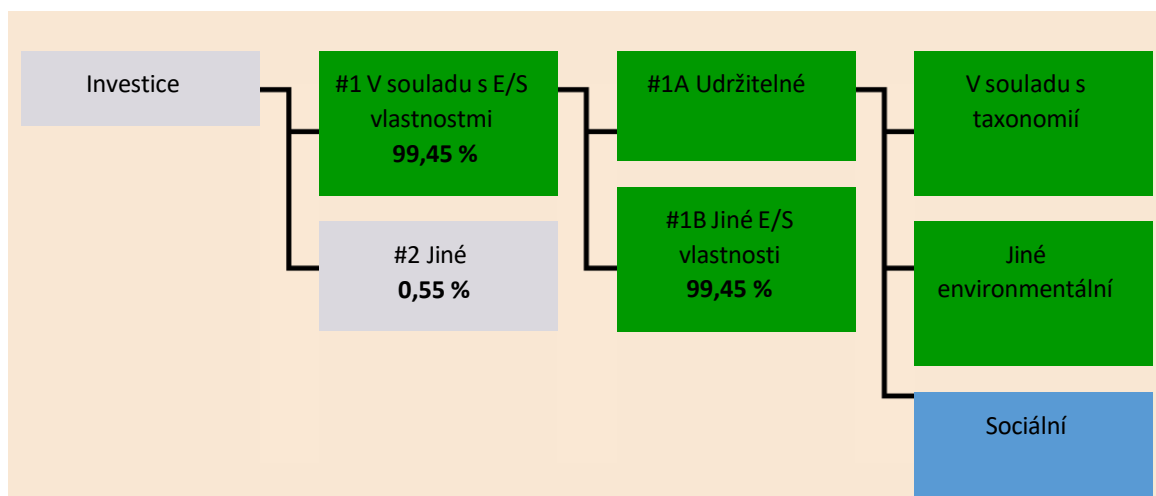 Investice
#1 V souladu s E/S
vlastnostmi
99,45 %
#2 Jiné
0,55 %
#1A Udržitelné
#1B Jiné E/S
vlastnosti
99,45 %
V souladu s
taxonomií
Jiné
environmentální
Sociální